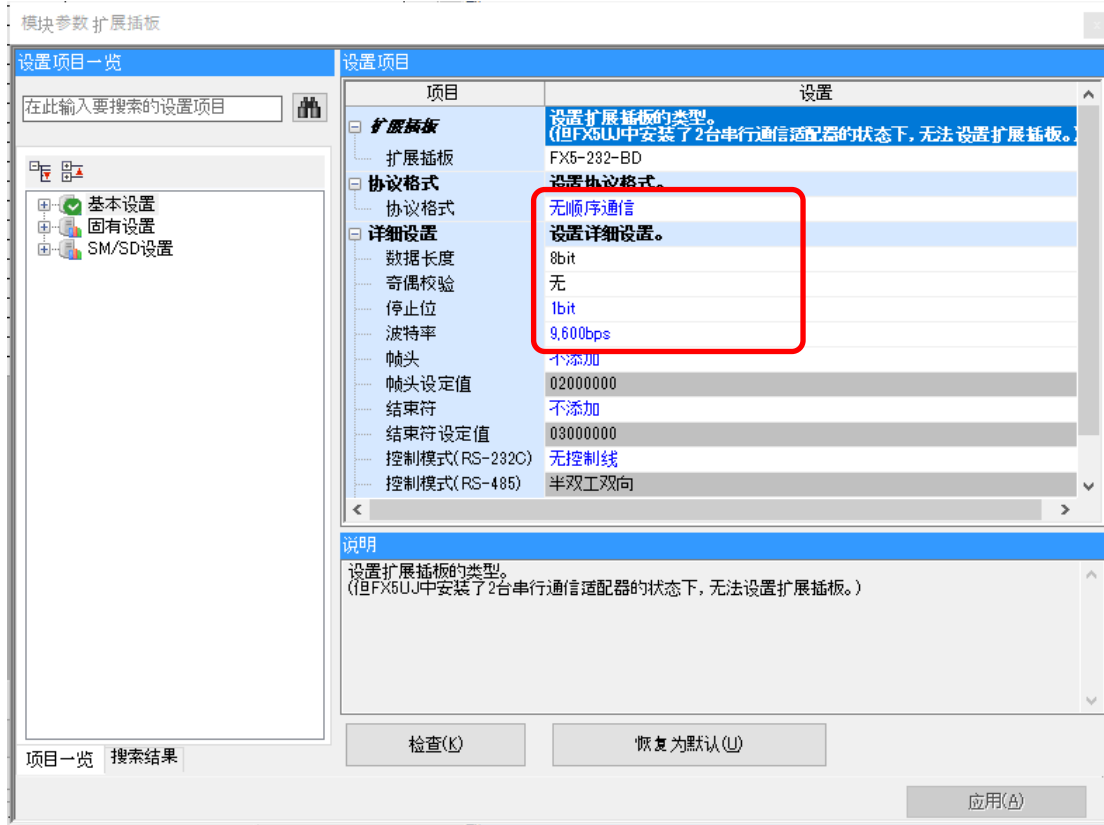 模块参数 扩展插板
设置项目一览
在此输入要搜索的设置项目
基本设置
固有设置
SM/SD设置
项目一览 搜索结果
设置项目
项目 设置
扩展插板 设置扩展插板的类型。
(但FX5UJ中安装了2台串行通信适配器的状态下,无法设置扩展插板。)
扩展插板 FX5-232-BD
协议格式 设置协议格式。
协议格式 无顺序通信
详细设置 设置详细设置。
数据长度 8bit
奇偶校验 无
停止位 1bit
波特率 9,600bps
帧头 不添加
帧头设定值 02000000
结束符 不添加
结束符设定值 03000000
控制模式(RS-232C) 无控制线
控制模式(RS-485) 半双工双向
说明
设置扩展插板的类型。
(但FX5UJ中安装了2台串行通信适配器的状态下,无法设置扩展插板。)
检查(K) 恢复为默认(U)
应用(A)